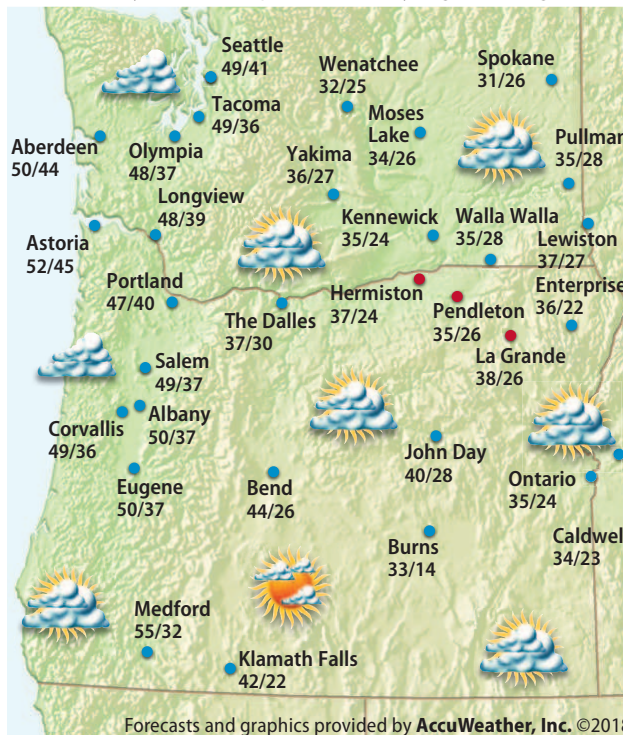 Seattle
49/41
Wenatchee
32/25
Spokane
31/26
Tacoma
49/36
Moses
Lake
34/26
Aberdeen
50/44
Olympia
48/37
Yakima
36/27
Pullman
35/28
Longview
48/39
Kennewick
35/24
Walla Walla
35/28
Lewiston
37/27
Astoria
52/45
Portland
47/40
The Dalles
37/30
Hermiston
37/24
Pendleton
35/26
Enterprise
36/22
La Grande
38/26
Salem
49/37
Albany
50/37
Corvallis
49/36
John Day
40/28
Eugene
50/37
Bend
44/26
Ontario
35/24
Burns
33/14
Caldwel
34/23
Medford
55/32
Klamath Falls
42/22
Forecasts and graphics provided by AccuWeather, Inc. ©2018